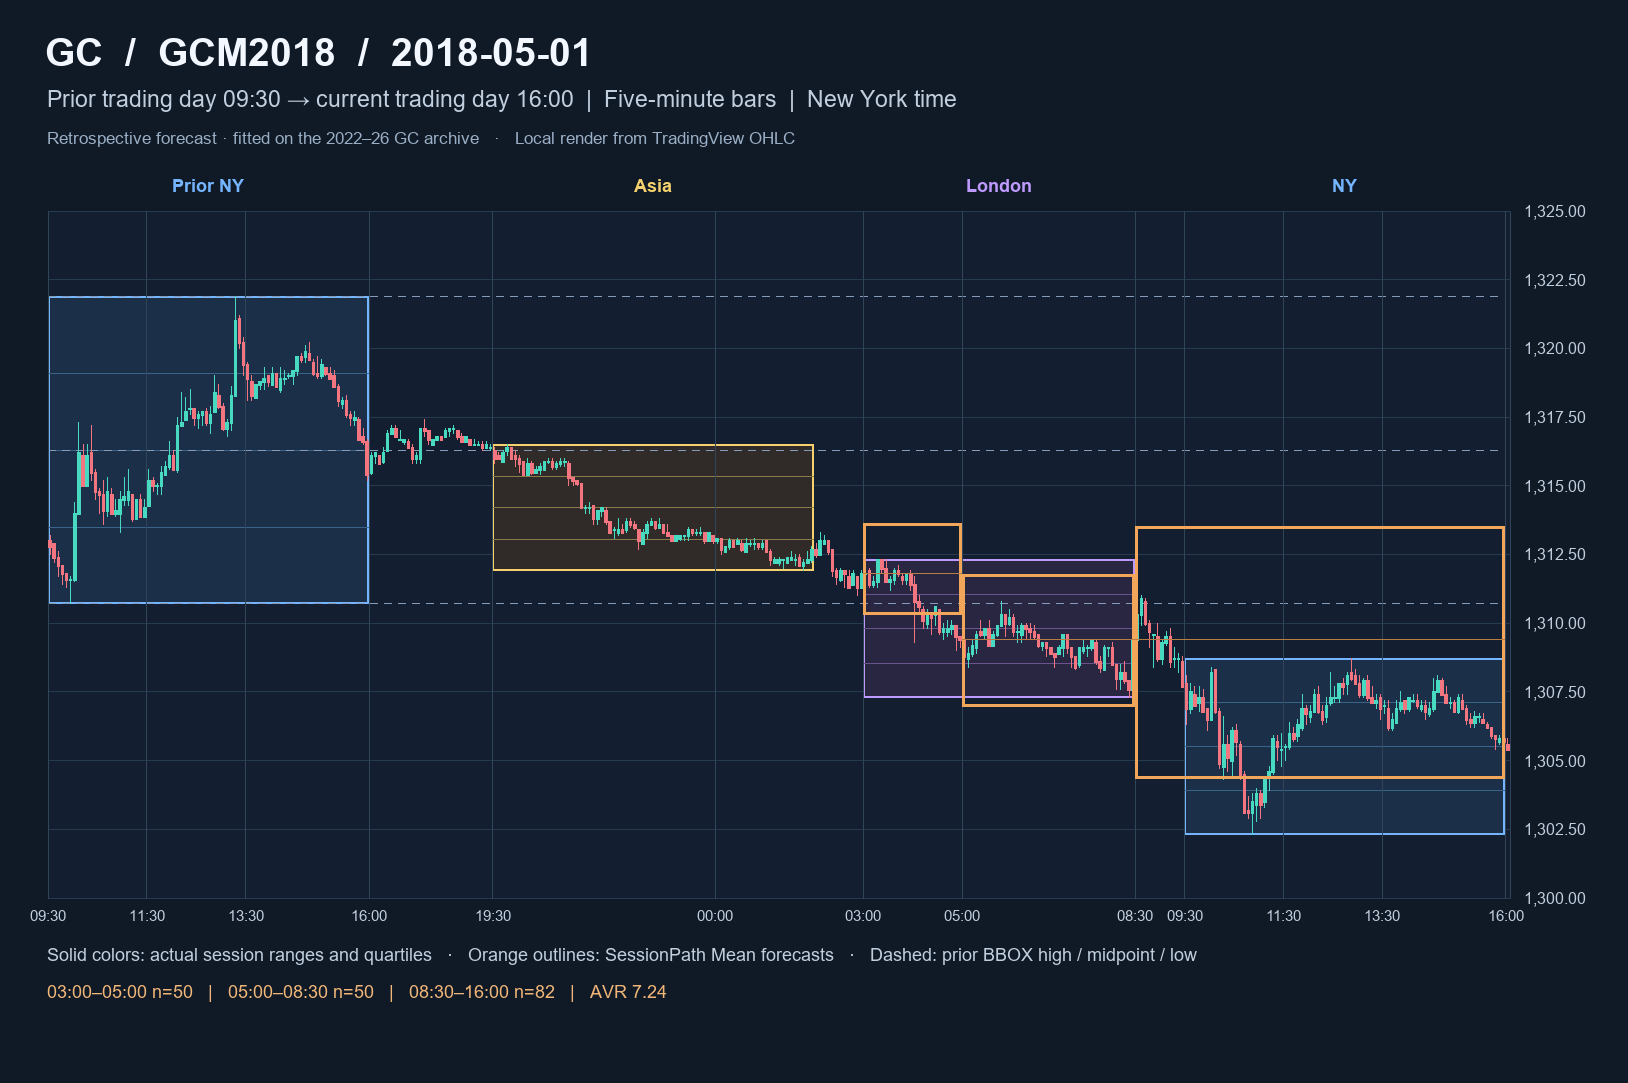 GC / GCM2018 / 2018-05-01
Prior trading day 09:30 → current trading day 16:00 | Five-minute bars | New York time
Retrospective forecast · fitted on the 2022–26 GC archive · Local render from TradingView OHLC
Prior NY Asia London NY
1,325.00
1,322.50
1,320.00
1,317.50
1,315.00
1,312.50
1,310.00
1,307.50
1,305.00
1,302.50
1,300.00
09:30 11:30 13:30 16:00 19:30 00:00 03:00 05:00 08:30 09:30 11:30 13:30 16:00
Solid colors: actual session ranges and quartiles · Orange outlines: SessionPath Mean forecasts · Dashed: prior BBOX high / midpoint / low
03:00–05:00 n=50 | 05:00–08:30 n=50 | 08:30–16:00 n=82 | AVR 7.24